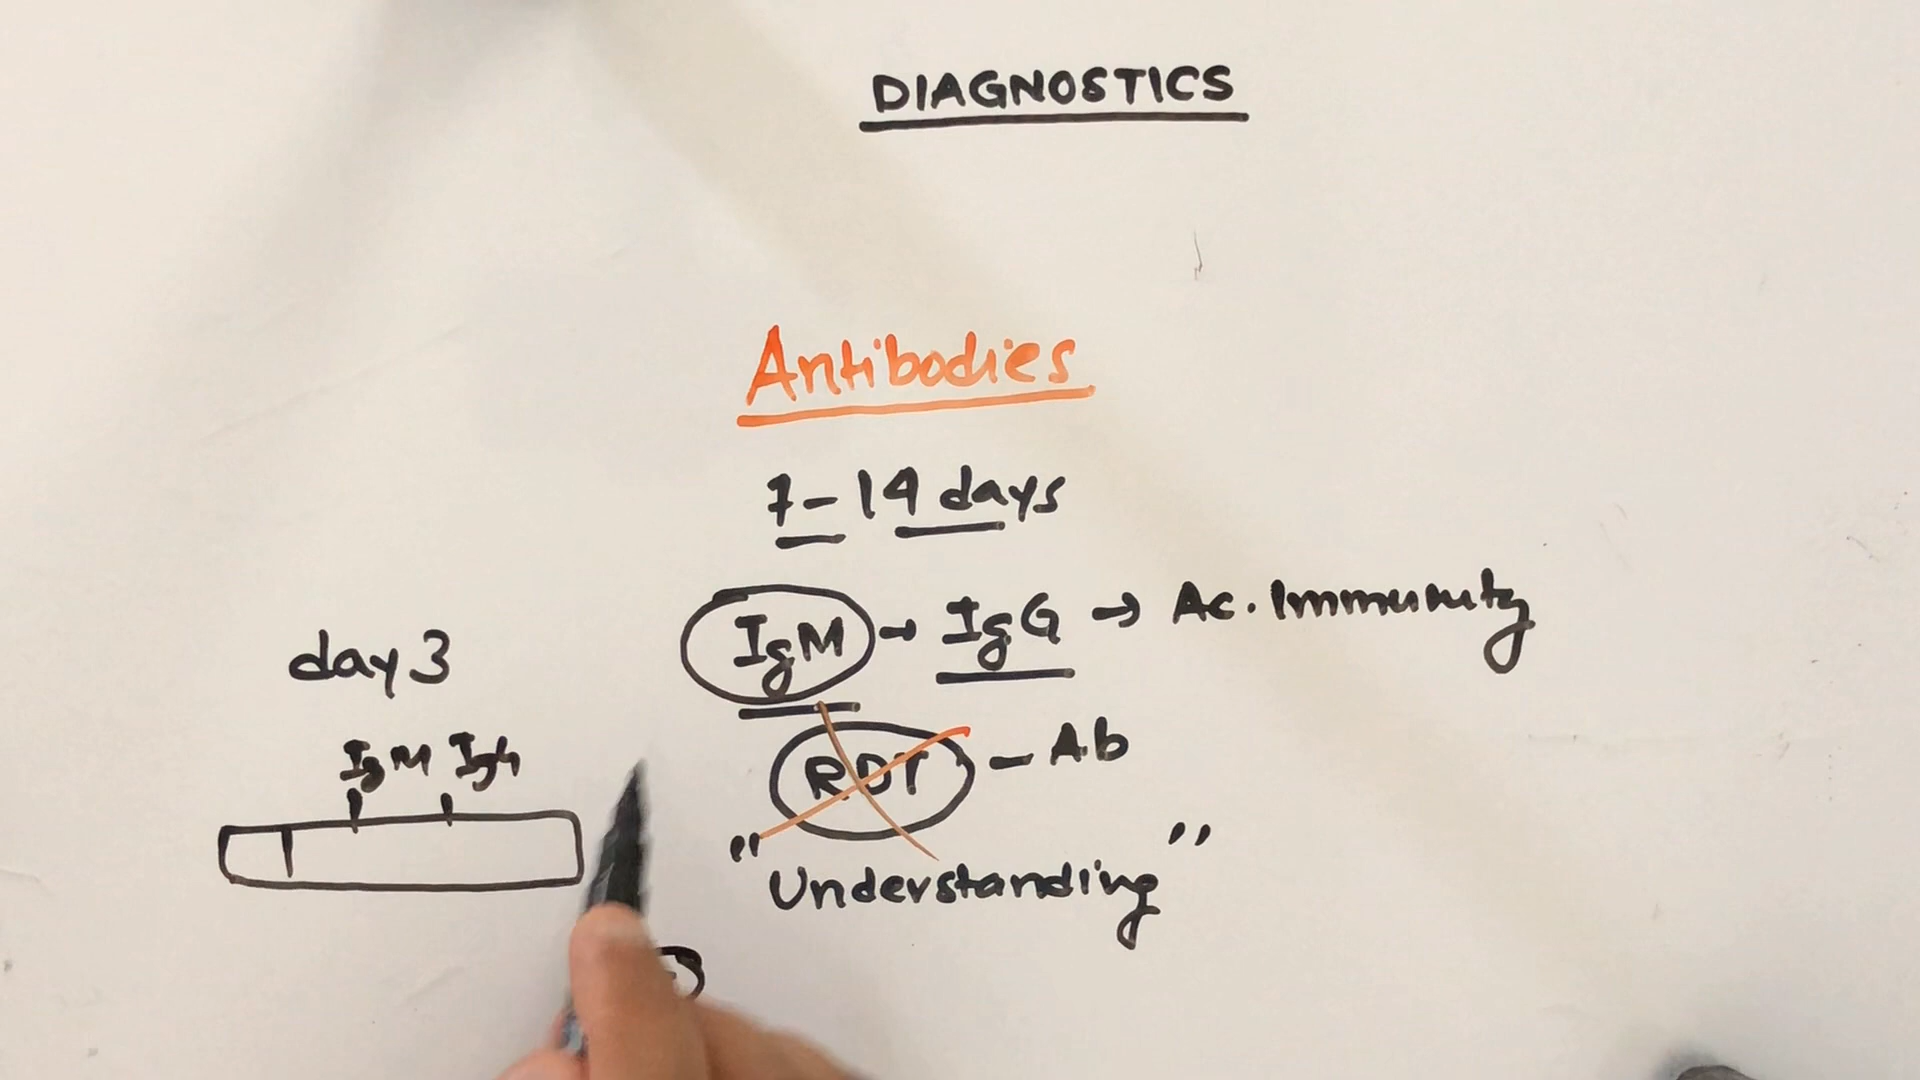 DIAGNOSTICS
Antibodies
7-14 days
IgM → IgG → Ac. Immunity
day 3
RDT - Ab
IgM IgG
"Understanding"